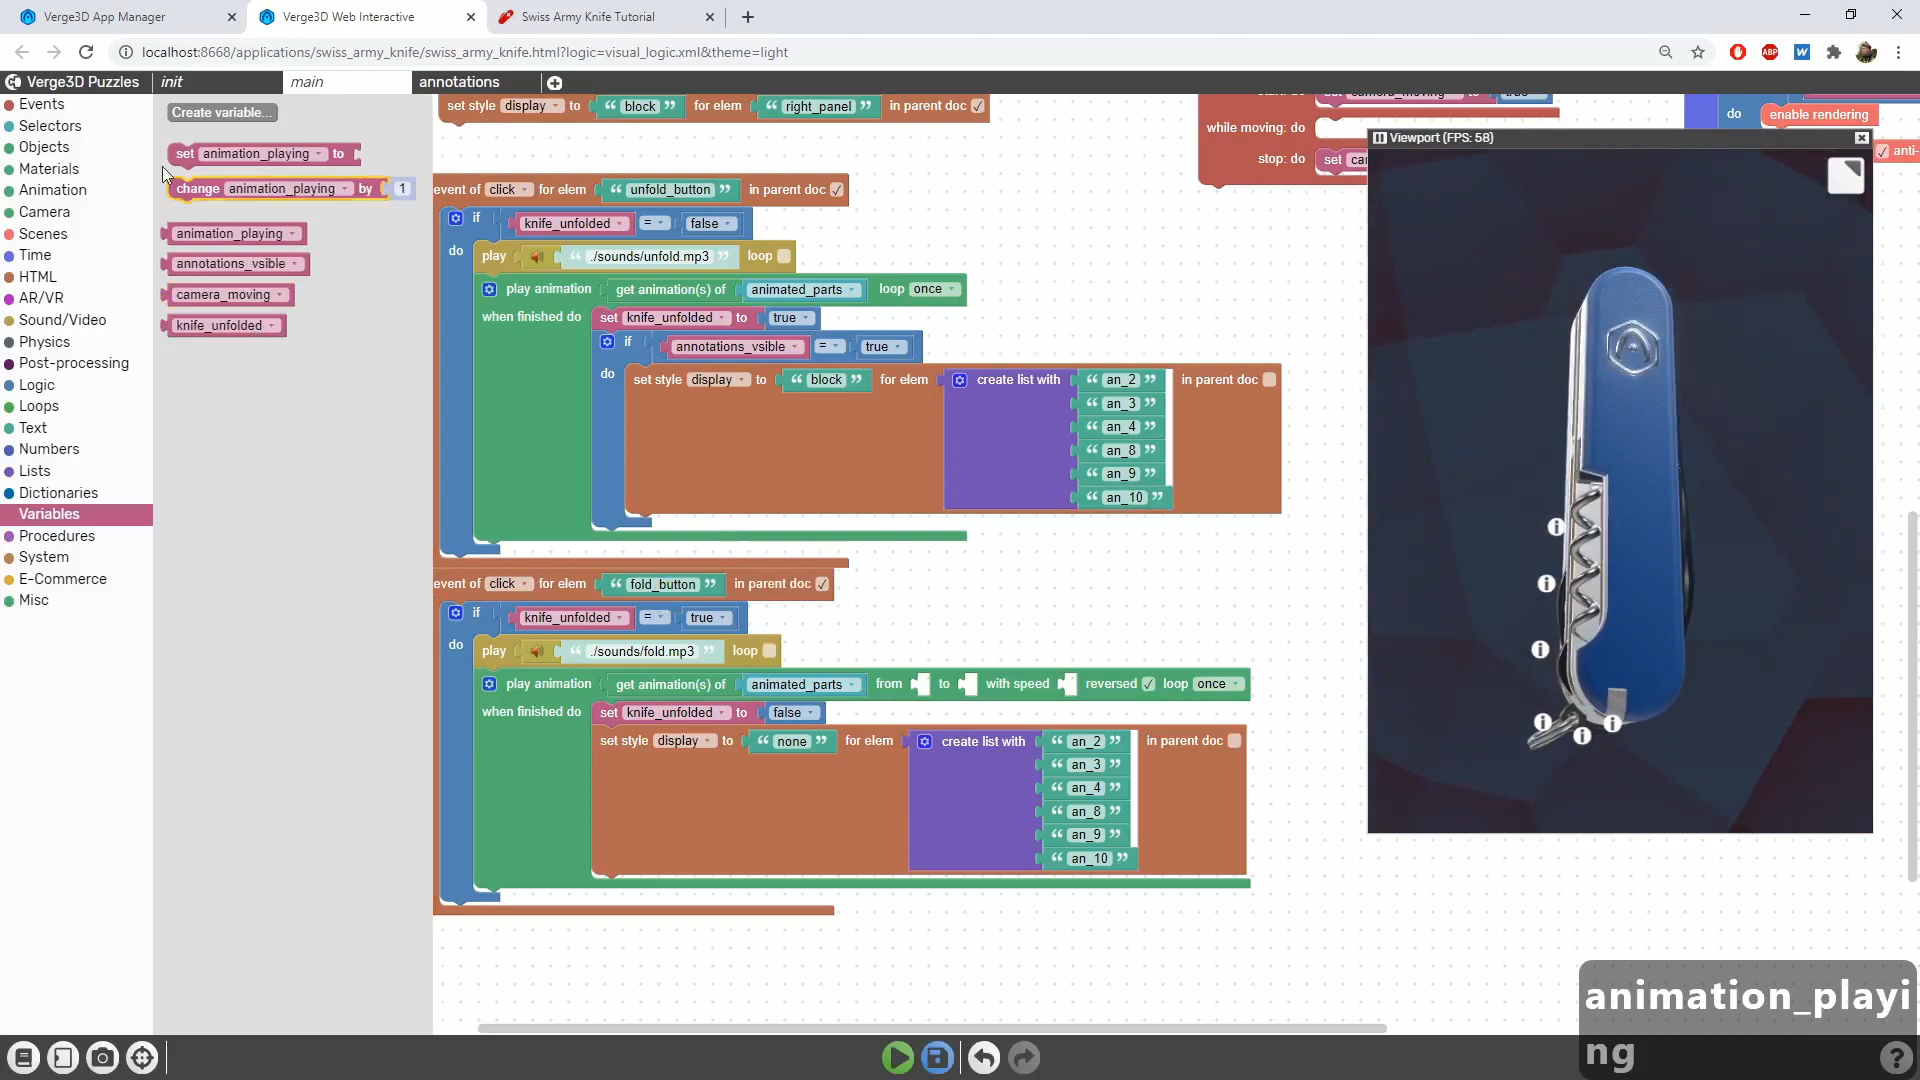 Verge3D App Manager
Verge3D Web Interactive
Swiss Army Knife Tutorial
localhost:8668/applications/swiss_army_knife/swiss_army_knife.html?logic=visual_logic.xml&theme=light
ABP
W
Verge3D Puzzles
init
main
annotations
Events
Selectors
Objects
Materials
Animation
Camera
Scenes
Time
HTML
AR/VR
Sound/Video
Physics
Post-processing
Logic
Loops
Text
Numbers
Lists
Dictionaries
Variables
Procedures
System
E-Commerce
Misc
Create variable...
set animation_playing to
change animation_playing by 1
animation_playing
annotations_vsible
camera_moving
knife_unfolded
set style display to “ block ” for elem “ right_panel ” in parent doc
event of click for elem “ unfold_button ” in parent doc
if knife_unfolded = false
do play “ ./sounds/unfold.mp3 ” loop
play animation get animation(s) of animated_parts loop once
when finished do set knife_unfolded to true
if annotations_vsible = true
do set style display to “ block ” for elem create list with “ an_2 ” in parent doc
“ an_3 ”
“ an_4 ”
“ an_8 ”
“ an_9 ”
“ an_10 ”
event of click for elem “ fold_button ” in parent doc
if knife_unfolded = true
do play “ ./sounds/fold.mp3 ” loop
play animation get animation(s) of animated_parts from to with speed reversed loop once
when finished do set knife_unfolded to false
set style display to “ none ” for elem create list with “ an_2 ” in parent doc
“ an_3 ”
“ an_4 ”
“ an_8 ”
“ an_9 ”
“ an_10 ”
while moving: do
stop: do set
do enable rendering
anti-
Viewport (FPS: 58)
animation_playi
ng